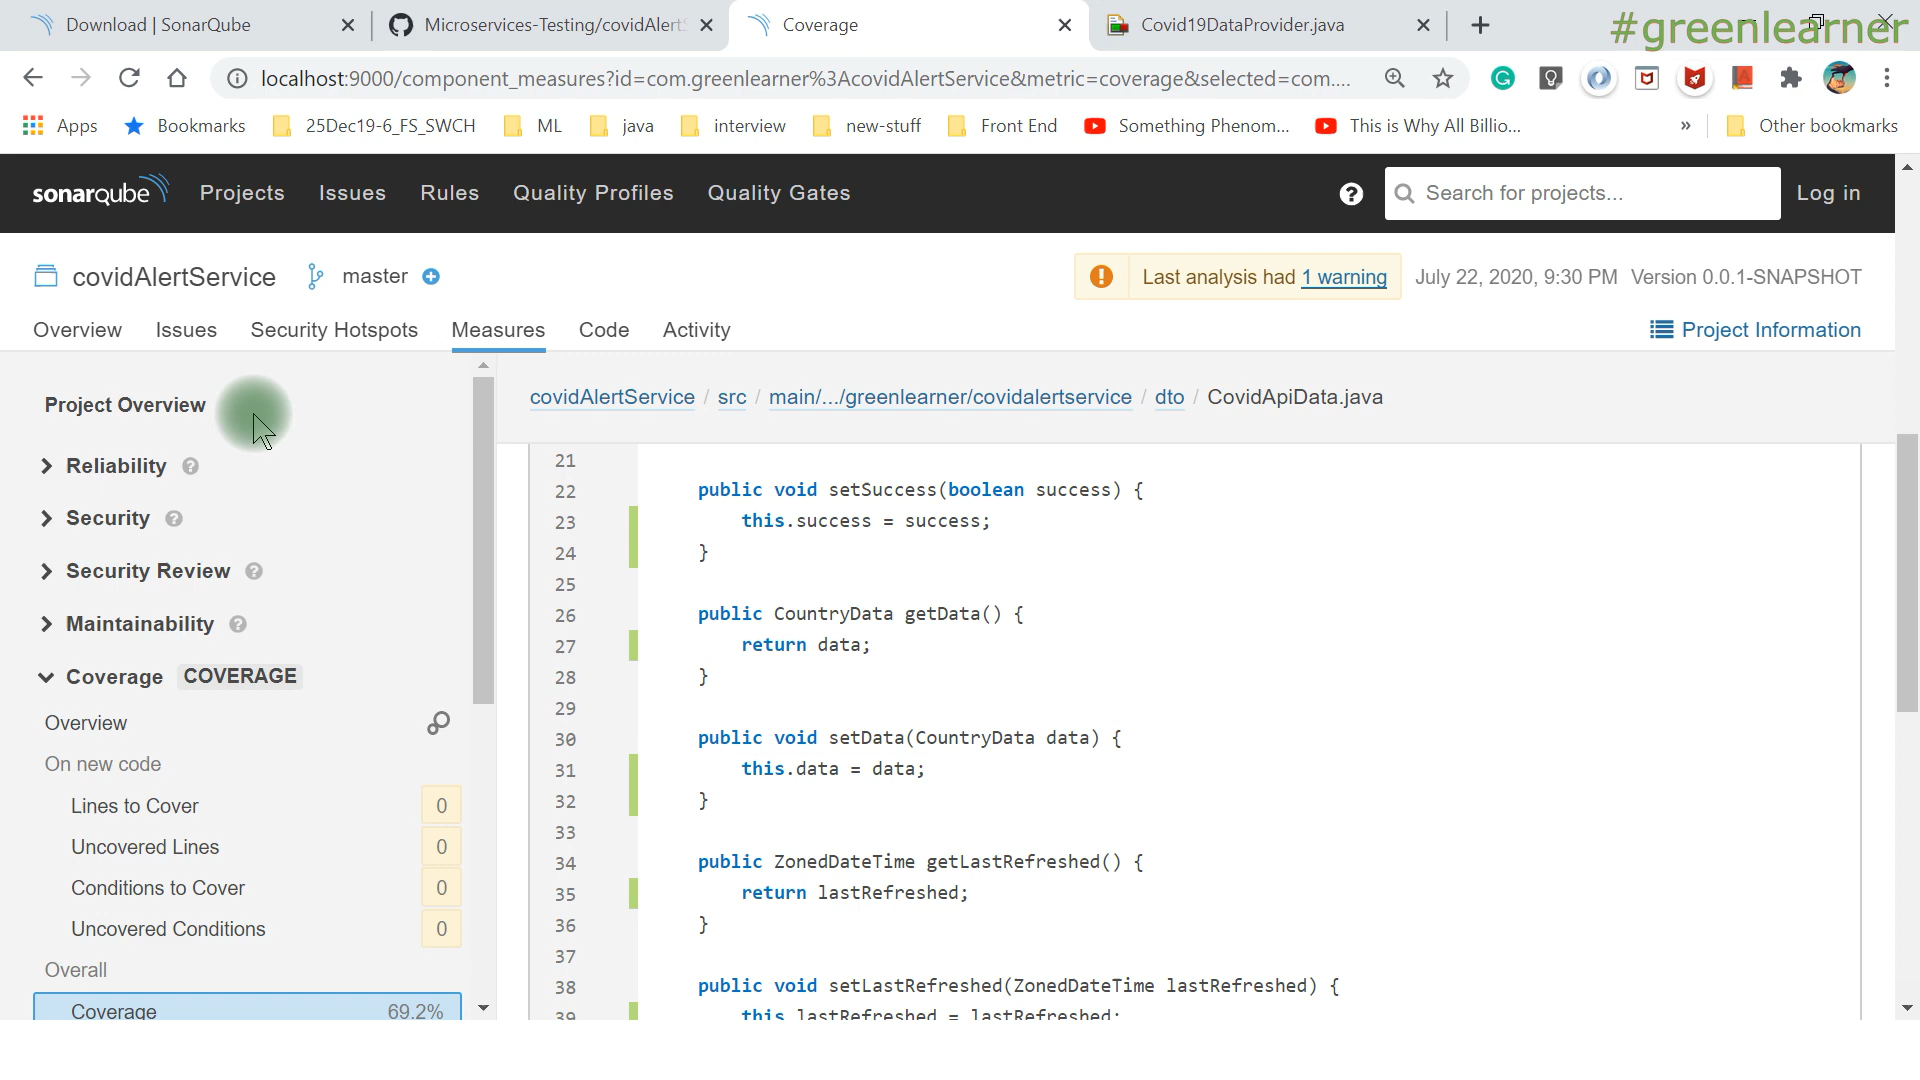 Download | SonarQube
Microservices-Testing/covidAlertS
Coverage
Covid19DataProvider.java
#greenlearner
localhost:9000/component_measures?id=com.greenlearner%3AcovidAlertService&metric=coverage&selected=com....
Apps
Bookmarks
25Dec19-6_FS_SWCH
ML
java
interview
new-stuff
Front End
Something Phenom...
This is Why All Billio...
»
Other bookmarks
sonarqube
Projects
Issues
Rules
Quality Profiles
Quality Gates
Search for projects...
Log in
covidAlertService
master
Last analysis had 1 warning
July 22, 2020, 9:30 PM
Version 0.0.1-SNAPSHOT
Overview
Issues
Security Hotspots
Measures
Code
Activity
Project Information
Project Overview
Reliability
Security
Security Review
Maintainability
Coverage COVERAGE
Overview
On new code
Lines to Cover 0
Uncovered Lines 0
Conditions to Cover 0
Uncovered Conditions 0
Overall
Coverage 69.2%
covidAlertService / src / main/.../greenlearner/covidalertservice / dto / CovidApiData.java
21
22 public void setSuccess(boolean success) {
23 this.success = success;
24 }
25
26 public CountryData getData() {
27 return data;
28 }
29
30 public void setData(CountryData data) {
31 this.data = data;
32 }
33
34 public ZonedDateTime getLastRefreshed() {
35 return lastRefreshed;
36 }
37
38 public void setLastRefreshed(ZonedDateTime lastRefreshed) {
39 this.lastRefreshed = lastRefreshed;